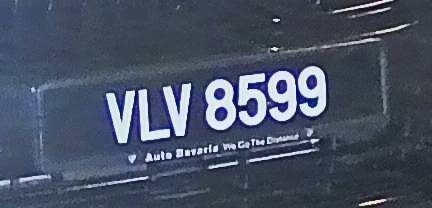 VLV 8599
Auto Bavaria We Go The Distance